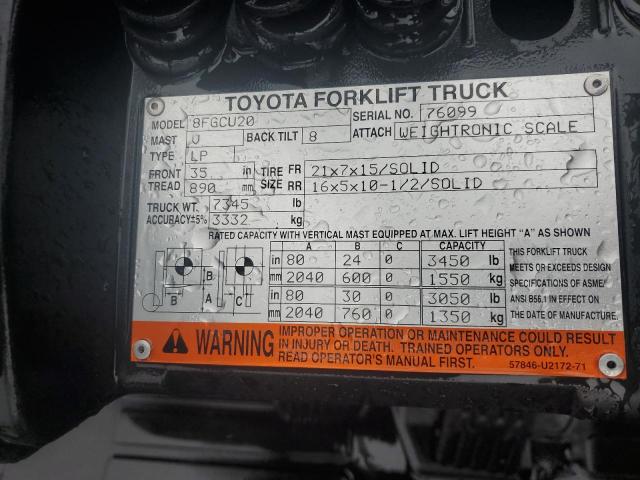 TOYOTA FORKLIFT TRUCK
MODEL 8FGCU20 SERIAL NO. 76099
MAST V BACK TILT 8 ATTACH WEIGHTRONIC SCALE
TYPE LP
FRONT 35 in TIRE FR 21x7x15/SOLID
TREAD 890 mm SIZE RR 16x5x10-1/2/SOLID
TRUCK WT. 7345 lb
ACCURACY±5% 3332 kg
RATED CAPACITY WITH VERTICAL MAST EQUIPPED AT MAX. LIFT HEIGHT "A" AS SHOWN
A B C CAPACITY
in 80 24 0 3450 lb
mm 2040 600 0 1550 kg
in 80 30 0 3050 lb
mm 2040 760 0 1350 kg
B A B C
THIS FORKLIFT TRUCK
MEETS OR EXCEEDS DESIGN
SPECIFICATIONS OF ASME/
ANSI B56.1 IN EFFECT ON
THE DATE OF MANUFACTURE.
WARNING
IMPROPER OPERATION OR MAINTENANCE COULD RESULT
IN INJURY OR DEATH. TRAINED OPERATORS ONLY.
READ OPERATOR'S MANUAL FIRST. 57846-U2172-71